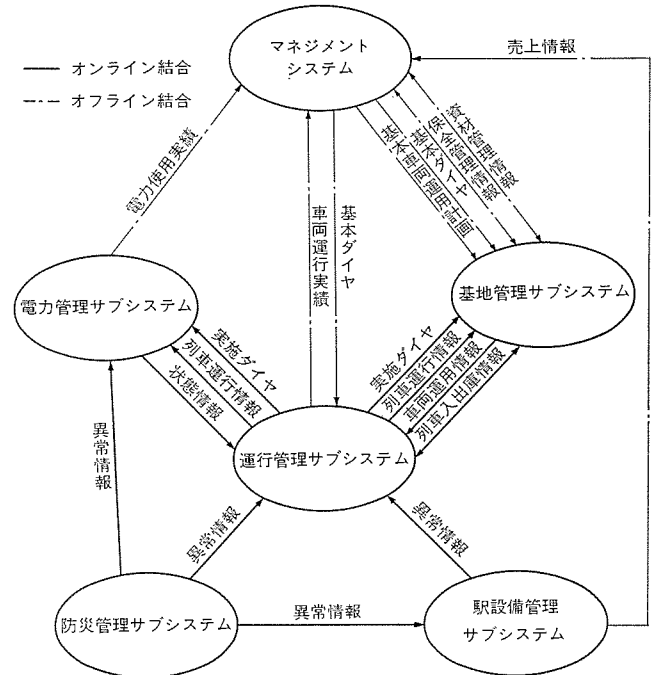 マネジメント
システム
売上情報
オンライン結合
オフライン結合
電力使用実績
車両運行実績
基本ダイヤ
基本車両運用計画
基本ダイヤ
保全管理情報
資材管理情報
電力管理サブシステム
基地管理サブシステム
実施ダイヤ
列車運行情報
状態情報
実施ダイヤ
列車運行情報
車両運用情報
列車入出庫情報
運行管理サブシステム
異常情報
異常情報
異常情報
防災管理サブシステム
異常情報
駅設備管理
サブシステム